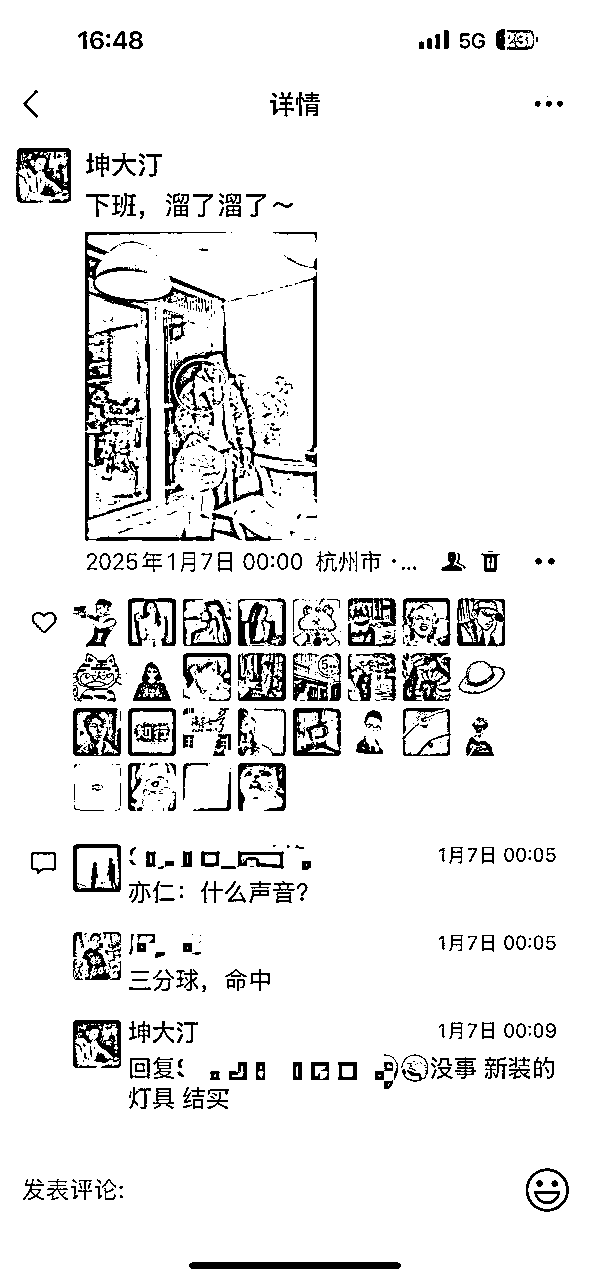 16:48
5G
详情
坤大汀
下班，溜了溜了～
2025年1月7日 00:00 杭州市 ·...
1月7日 00:05
亦仁：什么声音？
1月7日 00:05
三分球，命中
坤大汀
1月7日 00:09
回复 没事 新装的
灯具 结买
发表评论: